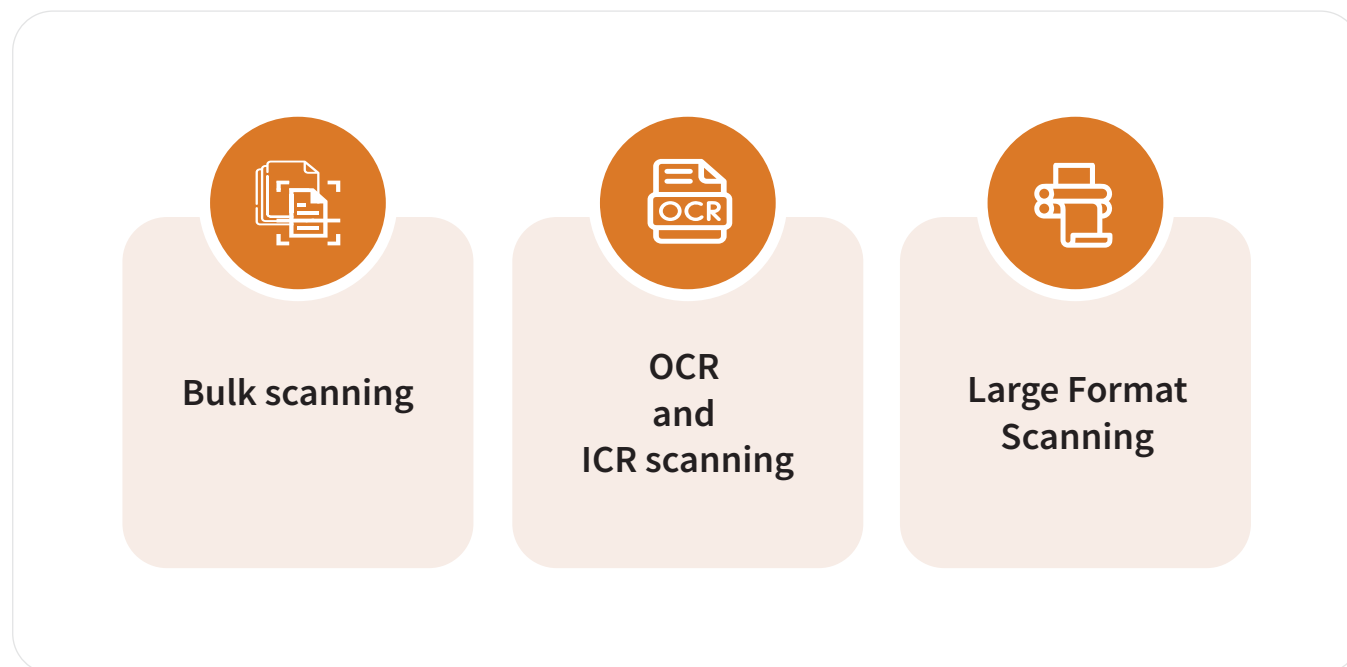 Bulk scanning
OCR
OCR
and
ICR scanning
Large Format
Scanning